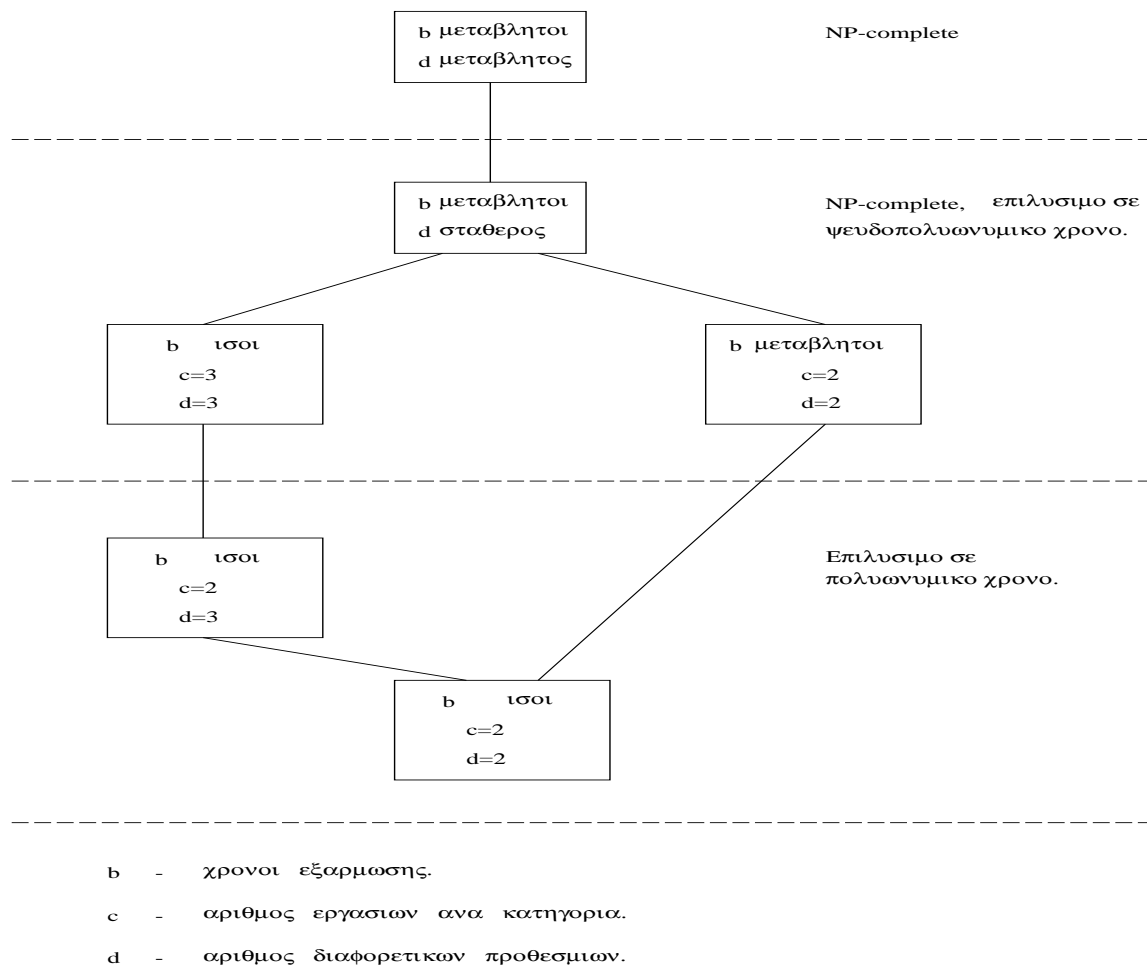 b μεταβλητοι
d μεταβλητος
NP-complete
b μεταβλητοι
d σταθερος
NP-complete, επιλυσιμο σε
ψευδοπολυωνυμικο χρονο.
b ισοι
c=3
d=3
b μεταβλητοι
c=2
d=2
b ισοι
c=2
d=3
Επιλυσιμο σε
πολυωνυμικο χρονο.
b ισοι
c=2
d=2
b - χρονοι εξαρμωσης.
c - αριθμος εργασιων ανα κατηγορια.
d - αριθμος διαφορετικων προθεσμιων.